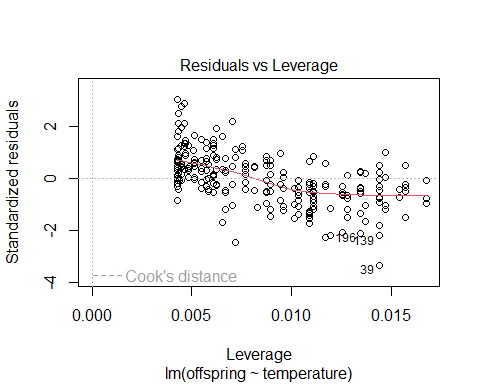 Residuals vs Leverage
Standardized residuals
2
0
-2
-4
196
139
39
Cook's distance
0.000
0.005
0.010
0.015
Leverage
lm(offspring ~ temperature)